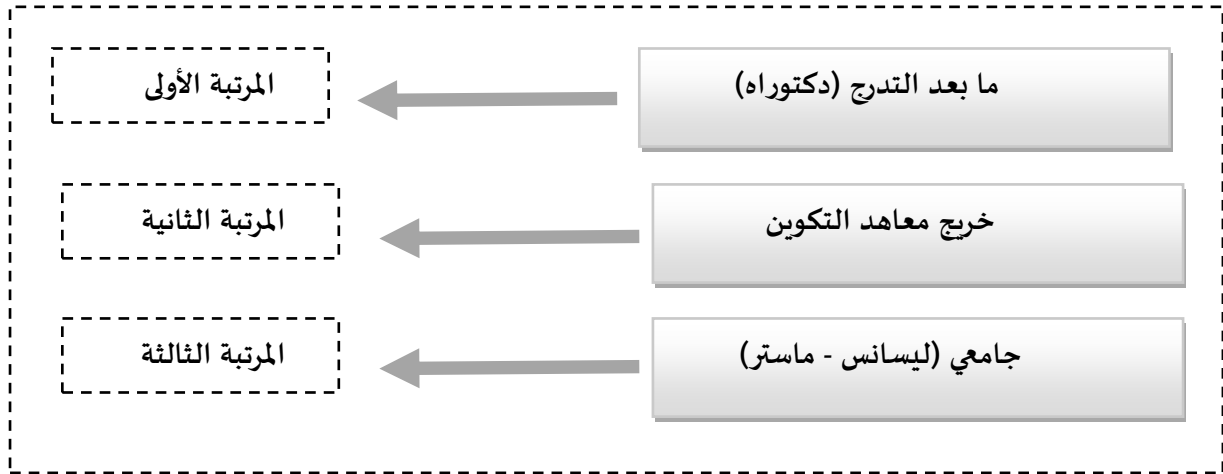 ما بعد التدرج (دكتوراه)
المرتبة الأولى
خريج معاهد التكوين
المرتبة الثانية
جامعي (ليسانس - ماستر)
المرتبة الثالثة